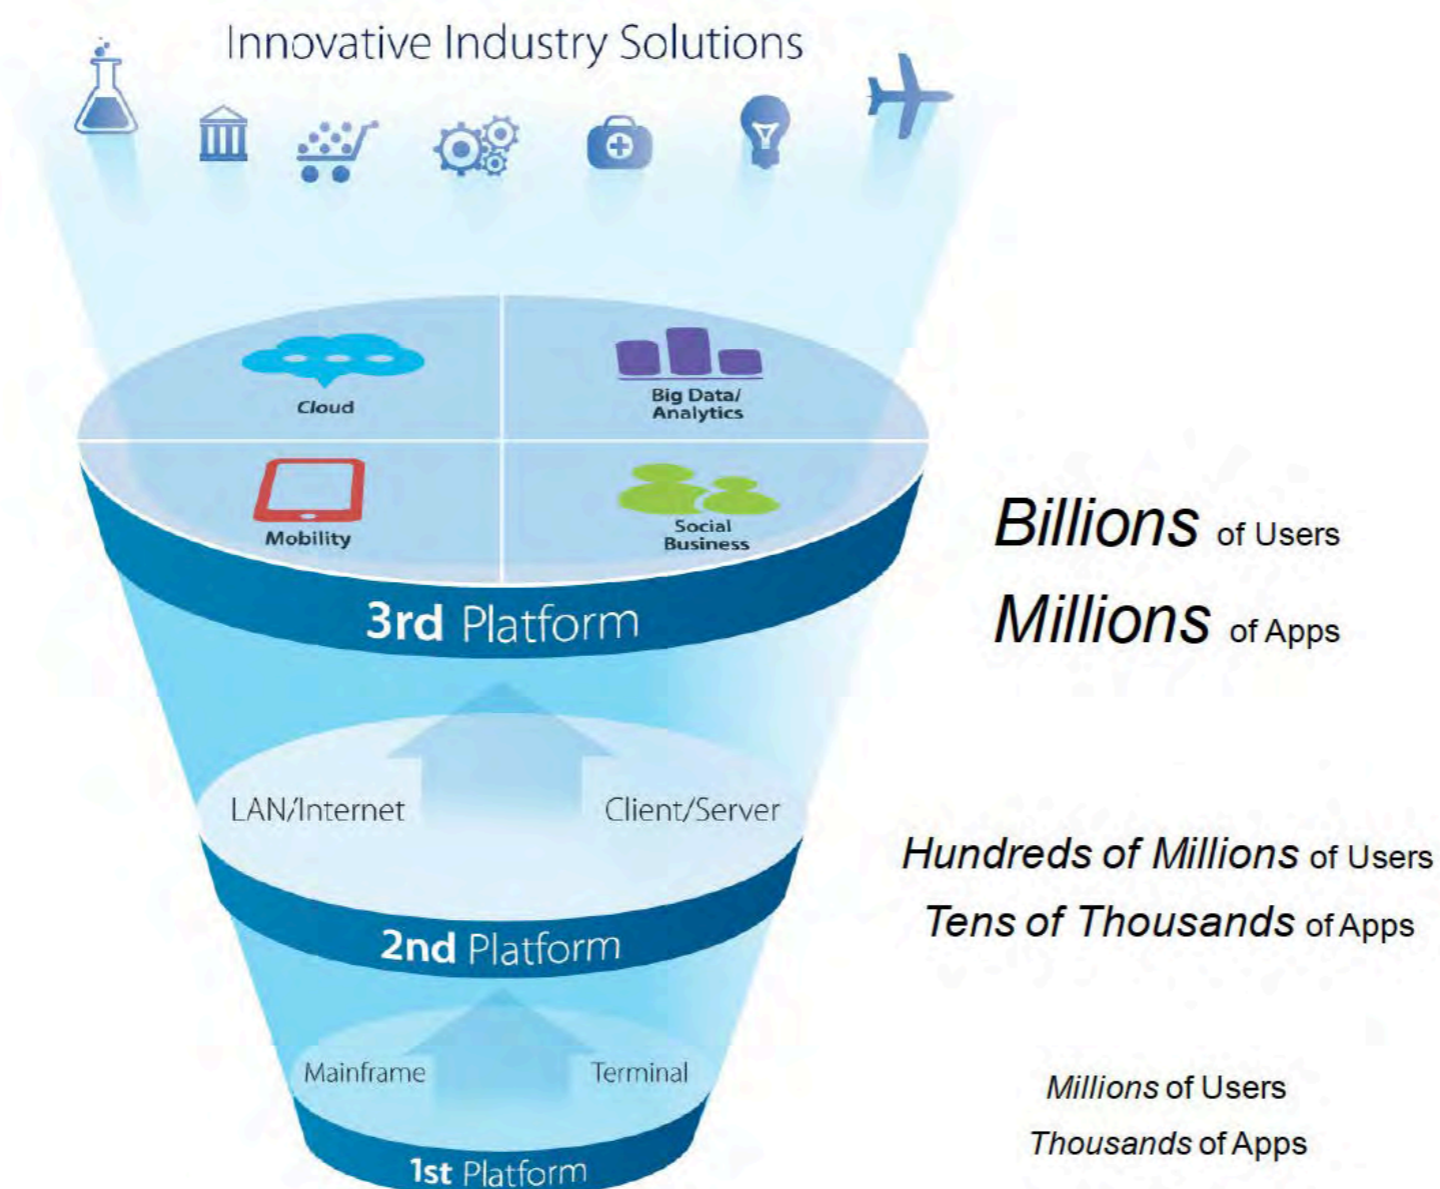 Innovative Industry Solutions
Cloud
Big Data/
Analytics
Mobility
Social
Business
3rd Platform
Billions of Users
Millions of Apps
LAN/Internet
Client/Server
2nd Platform
Hundreds of Millions of Users
Tens of Thousands of Apps
Mainframe
Terminal
1st Platform
Millions of Users
Thousands of Apps